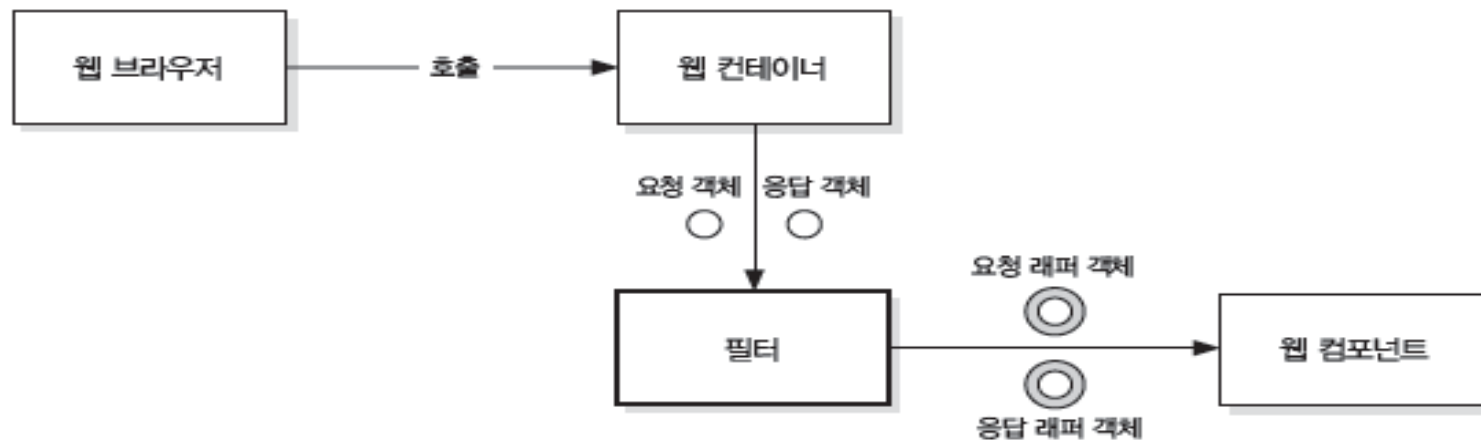 웹 브라우저
호출
웹 컨테이너
요청 객체
응답 객체
요청 래퍼 객체
필터
웹 컴포넌트
응답 래퍼 객체